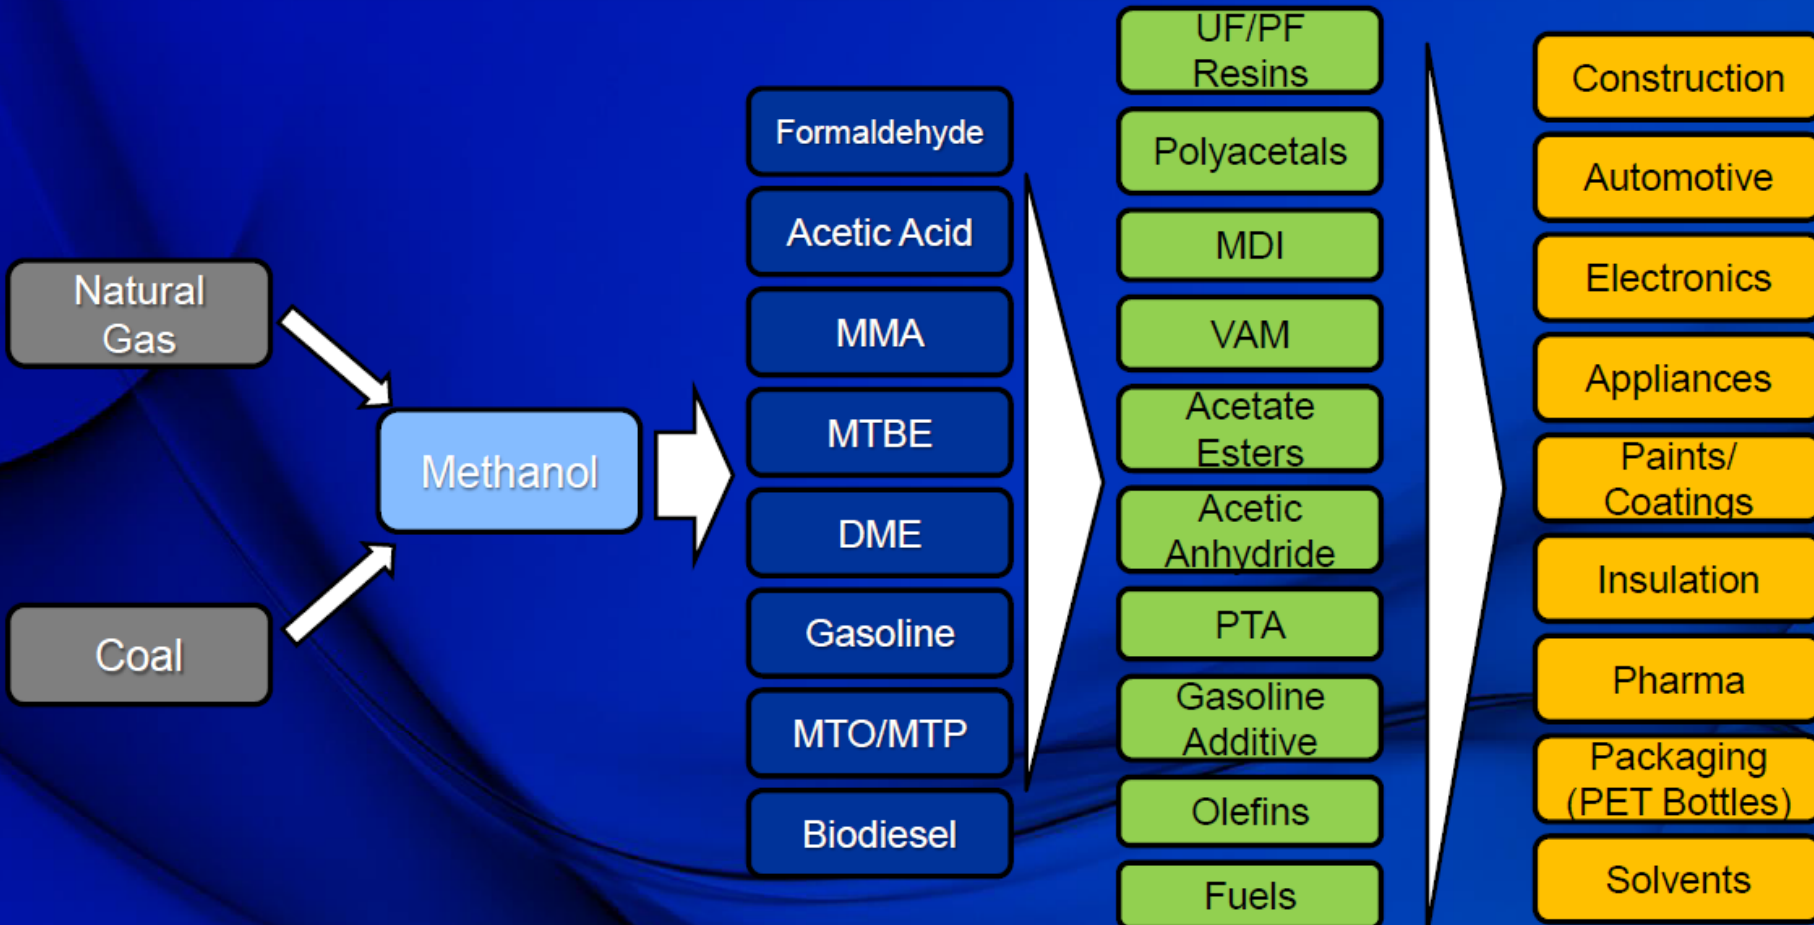 Natural
Gas
Coal
Methanol
Formaldehyde
Acetic Acid
MMA
MTBE
DME
Gasoline
MTO/MTP
Biodiesel
UF/PF
Resins
Polyacetals
MDI
VAM
Acetate
Esters
Acetic
Anhydride
PTA
Gasoline
Additive
Olefins
Fuels
Construction
Automotive
Electronics
Appliances
Paints/
Coatings
Insulation
Pharma
Packaging
(PET Bottles)
Solvents